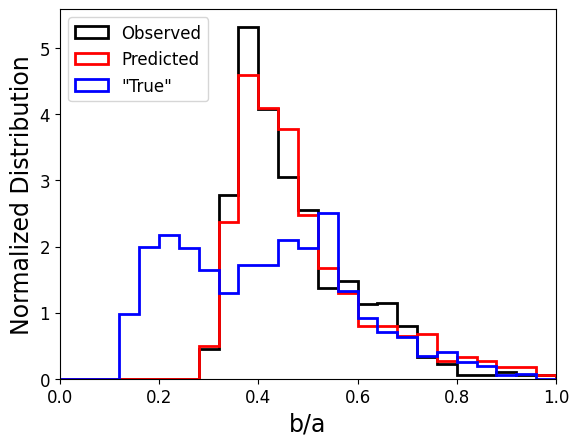 Observed
Predicted
"True"
Normalized Distribution
5
4
3
2
1
0
0.0 0.2 0.4 0.6 0.8 1.0
b/a